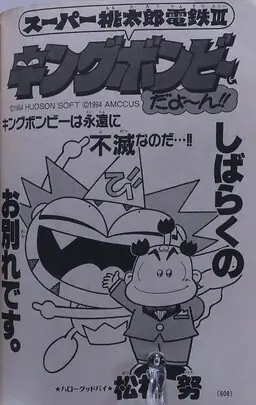 スーパー桃太郎電鉄III
キングボンビー
だよ〜ん!!
©1994 HUDSON SOFT ©1994 AMCCUS
キングボンビーは永遠に
不滅なのだ…!!
しばらくの
お別れです。
び
★ハローグッドバイ★
松 努
(608)